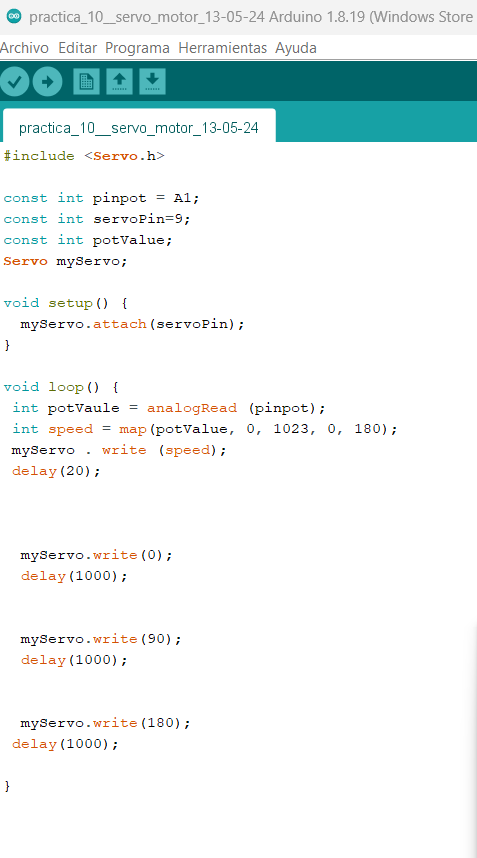 practica_10__servo_motor_13-05-24 Arduino 1.8.19 (Windows Store
Archivo Editar Programa Herramientas Ayuda
practica_10__servo_motor_13-05-24
#include <Servo.h>
const int pinpot = A1;
const int servoPin=9;
const int potValue;
Servo myServo;
void setup() {
myServo.attach(servoPin);
}
void loop() {
int potVaule = analogRead (pinpot);
int speed = map(potValue, 0, 1023, 0, 180);
myServo . write (speed);
delay(20);
myServo.write(0);
delay(1000);
myServo.write(90);
delay(1000);
myServo.write(180);
delay(1000);
}